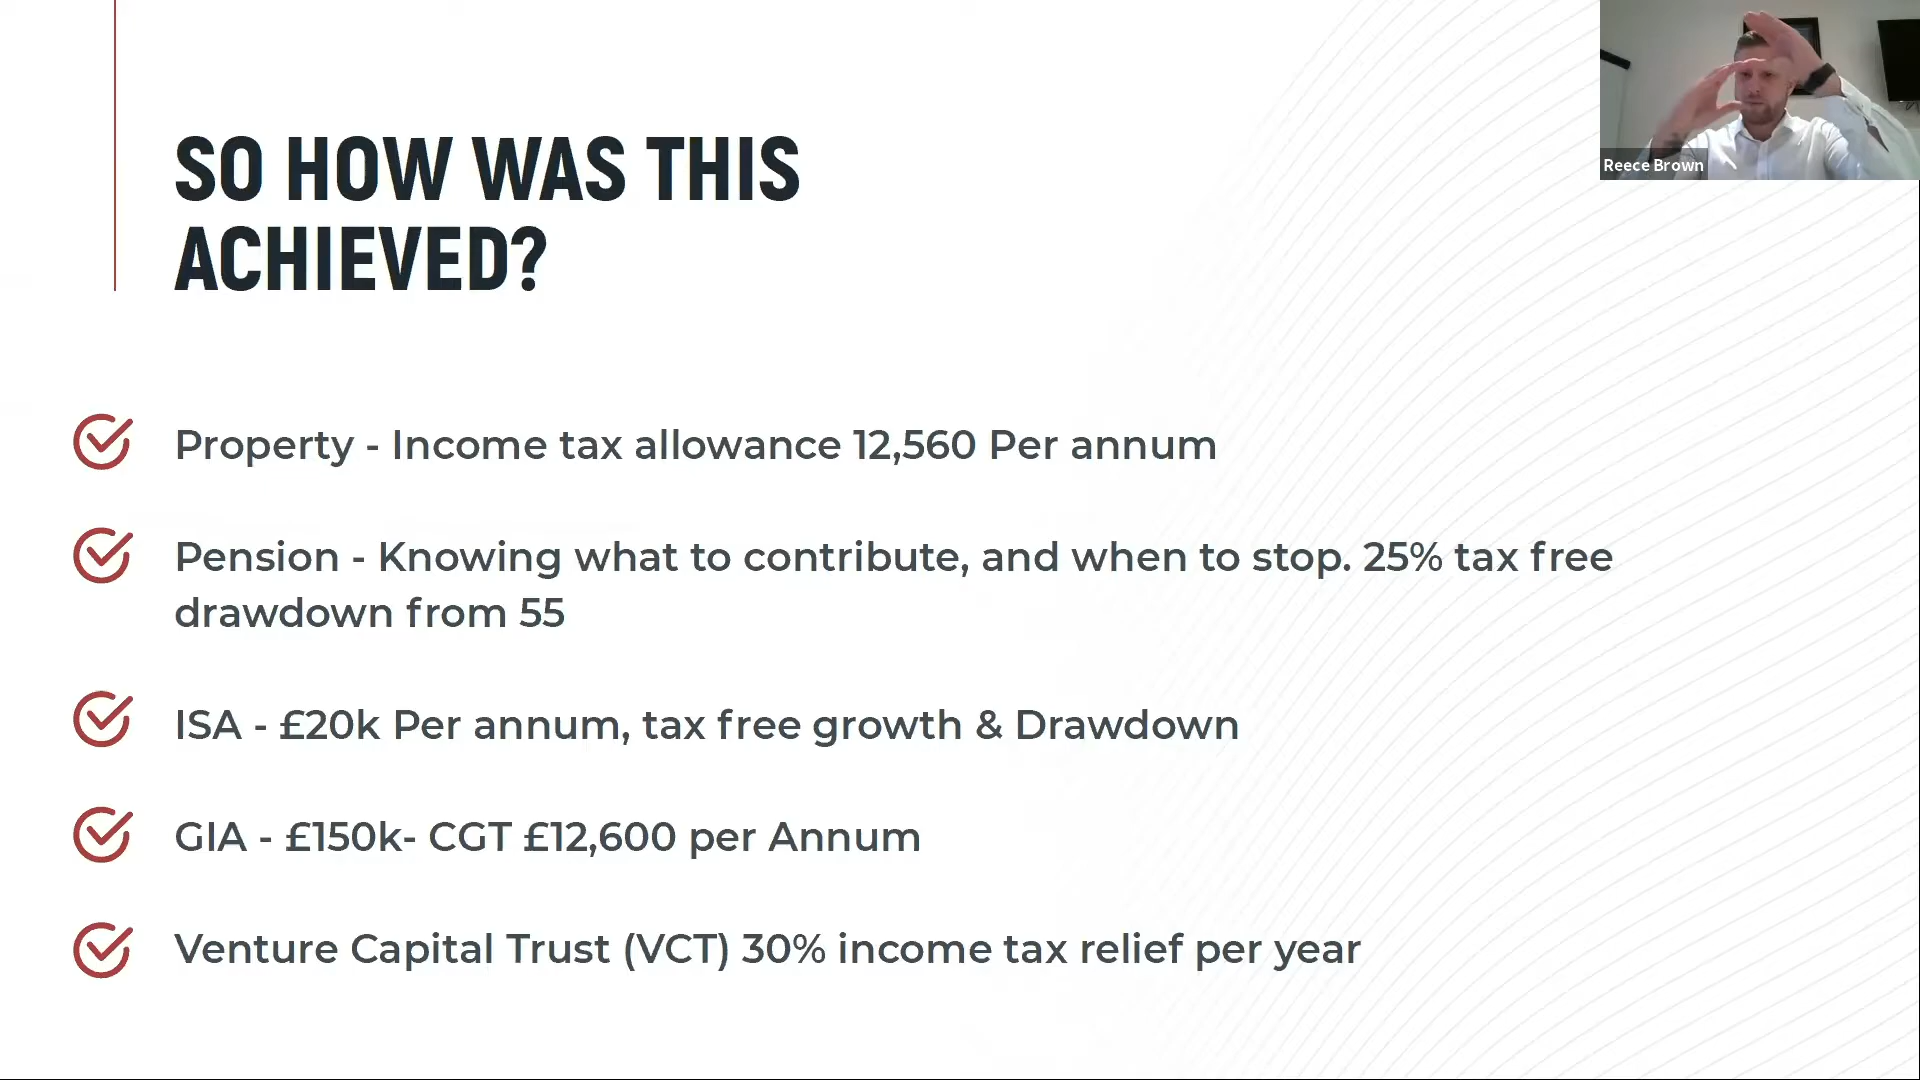 SO HOW WAS THIS
ACHIEVED?
Reece Brown
Property - Income tax allowance 12,560 Per annum
Pension - Knowing what to contribute, and when to stop. 25% tax free
drawdown from 55
ISA - £20k Per annum, tax free growth & Drawdown
GIA - £150k- CGT £12,600 per Annum
Venture Capital Trust (VCT) 30% income tax relief per year